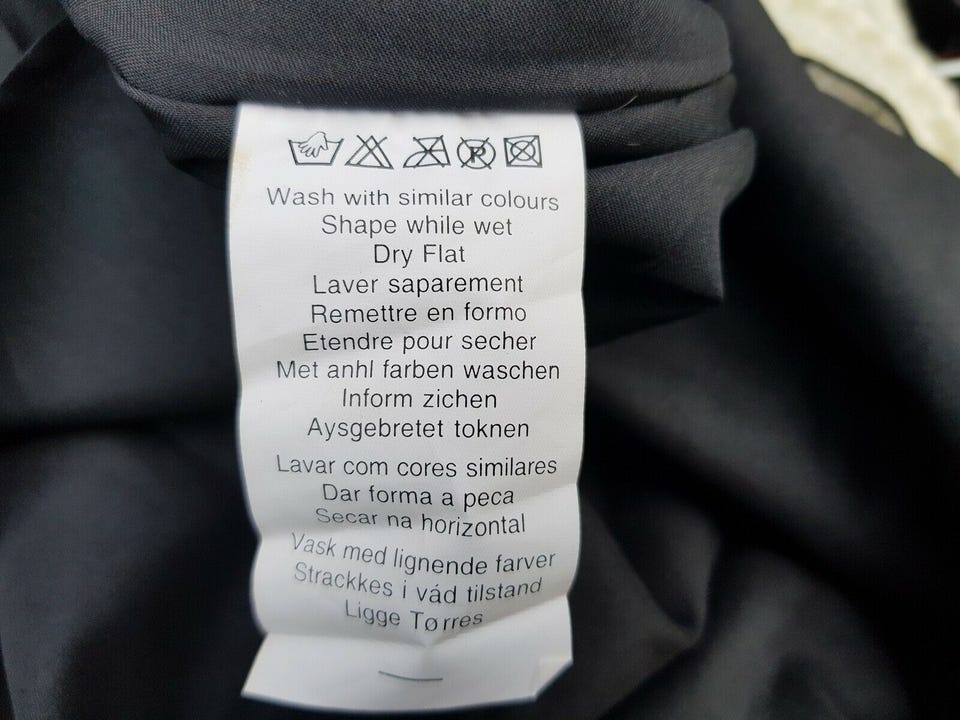 Wash with similar colours
Shape while wet
Dry Flat
Laver saparement
Remettre en formo
Etendre pour secher
Met anhl farben waschen
Inform zichen
Aysgebretet toknen
Lavar com cores similares
Dar forma a peca
Secar na horizontal
Vask med lignende farver
Strackkes i vád tilstand
Ligge Tørres